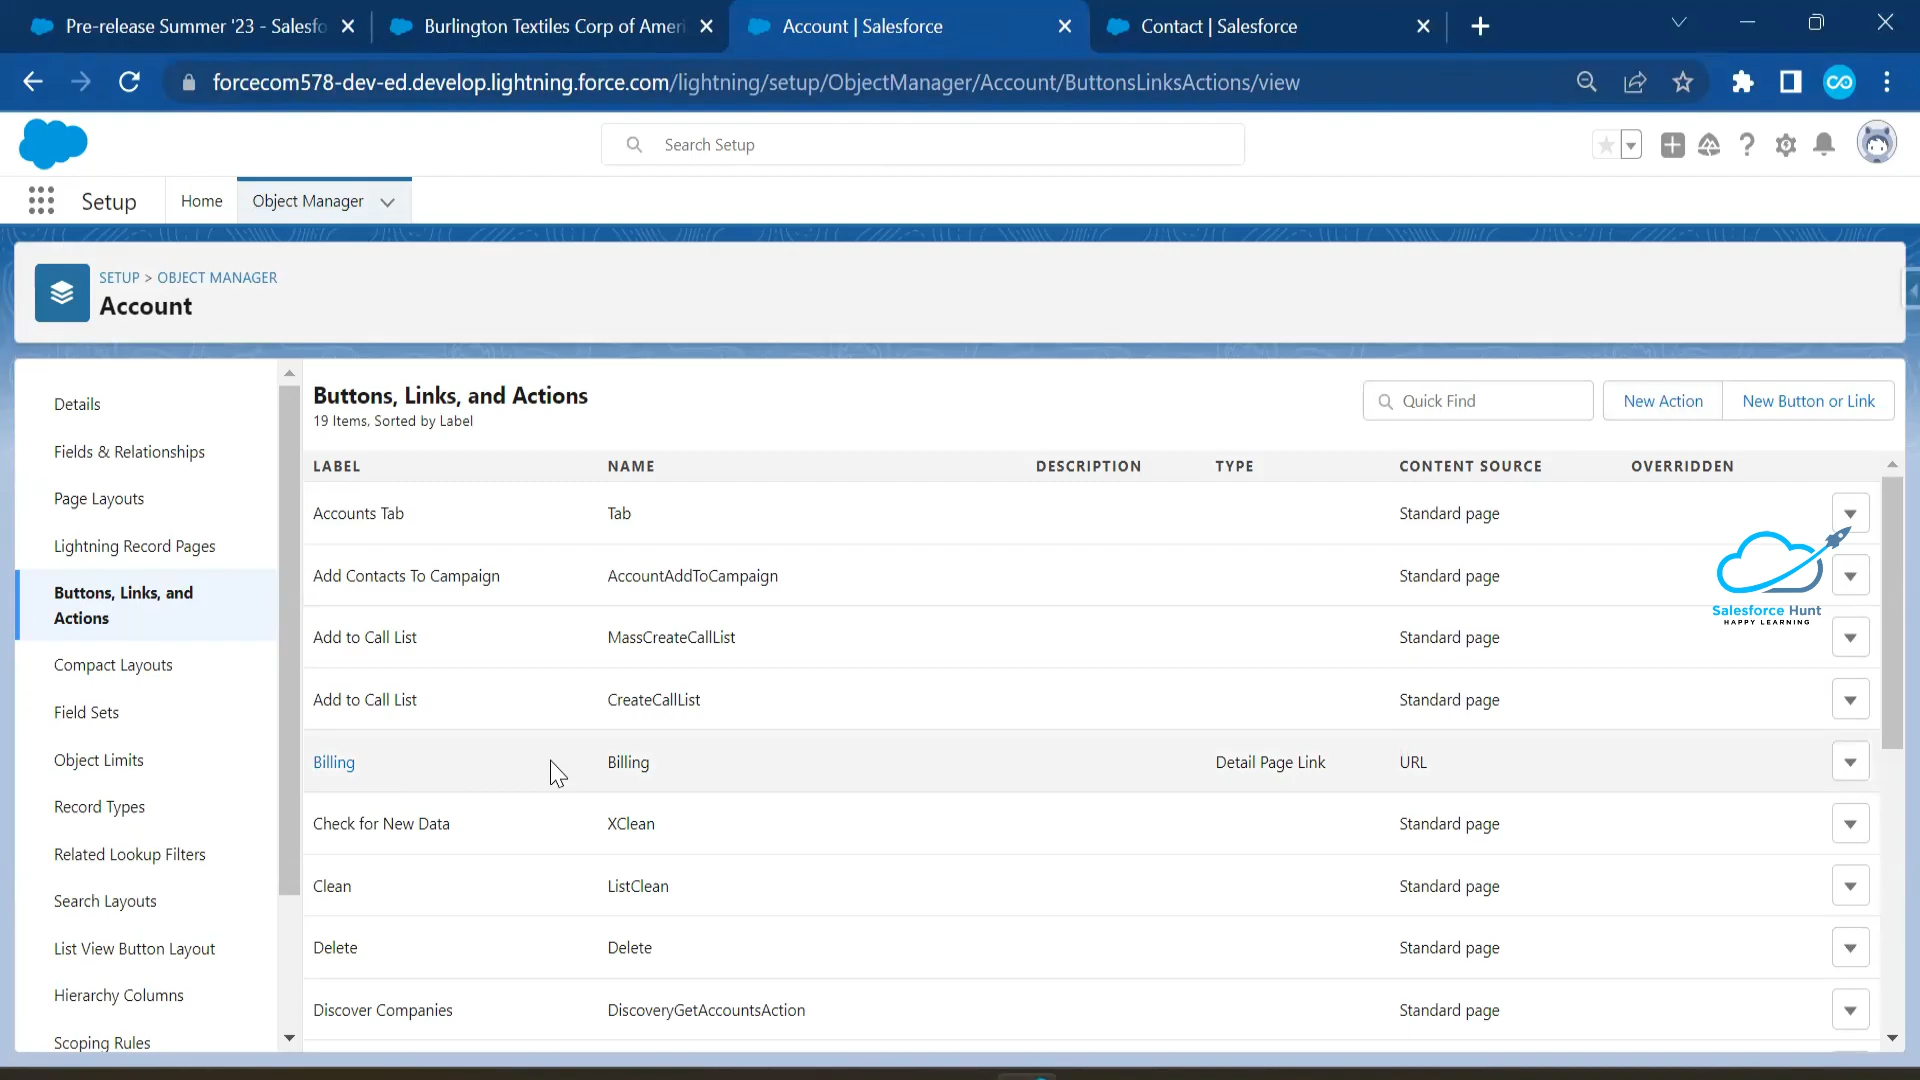 Pre-release Summer '23 - Salesfo
Burlington Textiles Corp of Ameri
Account | Salesforce
Contact | Salesforce
forcecom578-dev-ed.develop.lightning.force.com/lightning/setup/ObjectManager/Account/ButtonsLinksActions/view
Search Setup
Setup
Home
Object Manager
SETUP > OBJECT MANAGER
Account
Details
Fields & Relationships
Page Layouts
Lightning Record Pages
Buttons, Links, and
Actions
Compact Layouts
Field Sets
Object Limits
Record Types
Related Lookup Filters
Search Layouts
List View Button Layout
Hierarchy Columns
Scoping Rules
Buttons, Links, and Actions
19 Items, Sorted by Label
Quick Find
New Action
New Button or Link
LABEL NAME DESCRIPTION TYPE CONTENT SOURCE OVERRIDDEN
Accounts Tab Tab Standard page
Add Contacts To Campaign AccountAddToCampaign Standard page
Add to Call List MassCreateCallList Standard page
Add to Call List CreateCallList Standard page
Billing Billing Detail Page Link URL
Check for New Data XClean Standard page
Clean ListClean Standard page
Delete Delete Standard page
Discover Companies DiscoveryGetAccountsAction Standard page
Salesforce Hunt
HAPPY LEARNING